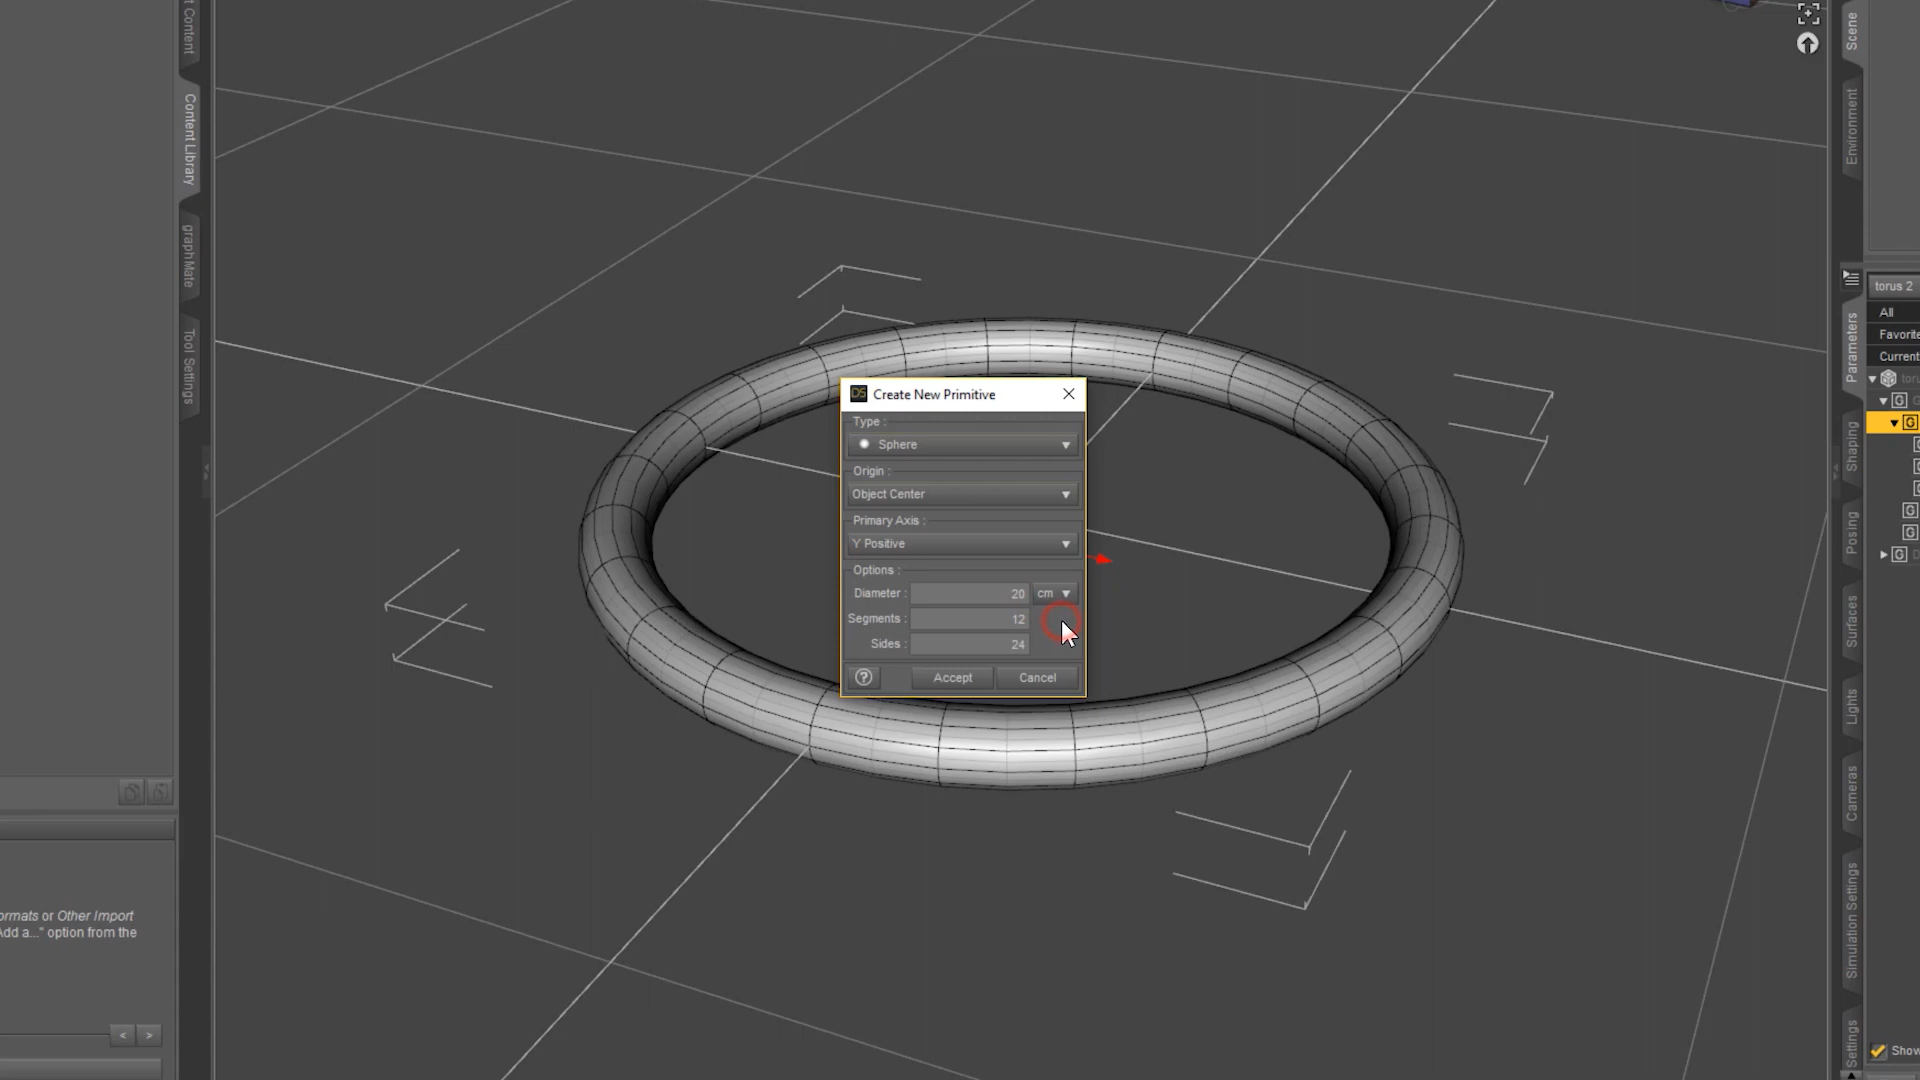 t Content
Content Library
graphMate
Tool Settings
ormats or Other Import
Add a..." option from the
<
>
DS Create New Primitive
Type :
Sphere
Origin :
Object Center
Primary Axis :
Y Positive
Options :
Diameter : 20 cm
Segments : 12
Sides : 24
? Accept Cancel
Scene
Environment
Parameters
Shaping
Posing
Surfaces
Lights
Cameras
Simulation Settings
Settings
torus 2
All
Favorite
Current
toru
G G
G
G
G
G
G
G
G D
Show